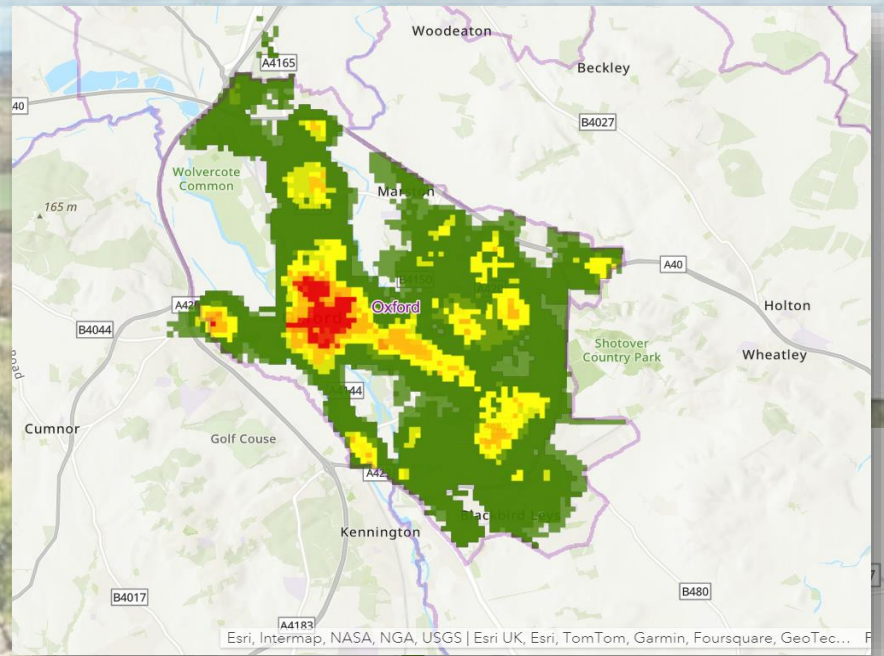 Woodeaton
A4165
Beckley
40
B4027
Wolvercote
Common
165 m
Marston
A40
B4150
Oxford
A42
Holton
B4044
Shotover
Country Park
Wheatley
A4144
Cumnor
Golf Couse
A42
Blackbird Leys
Kennington
B480
B4017
A4183
Esri, Intermap, NASA, NGA, USGS | Esri UK, Esri, TomTom, Garmin, Foursquare, GeoTec... F